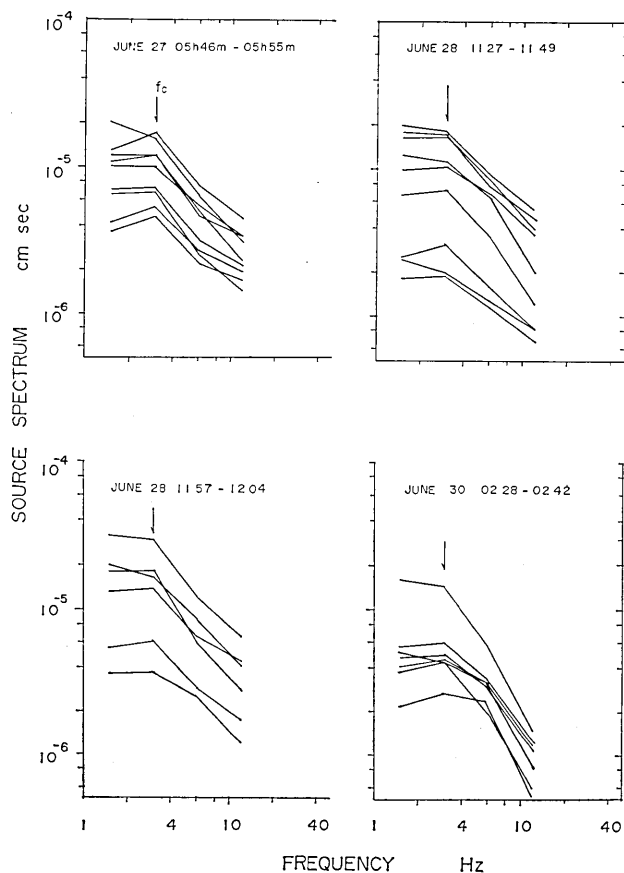 10-4
JUNE 27 05h46m - 05h55m
JUNE 28 11 27 - 11 49
fc
10-5
10-6
SOURCE SPECTRUM cm sec
10-4
JUNE 28 11 57 - 12 04
JUNE 30 02 28 - 02 42
10-5
10-6
1 4 10 40 1 4 10 40
FREQUENCY Hz